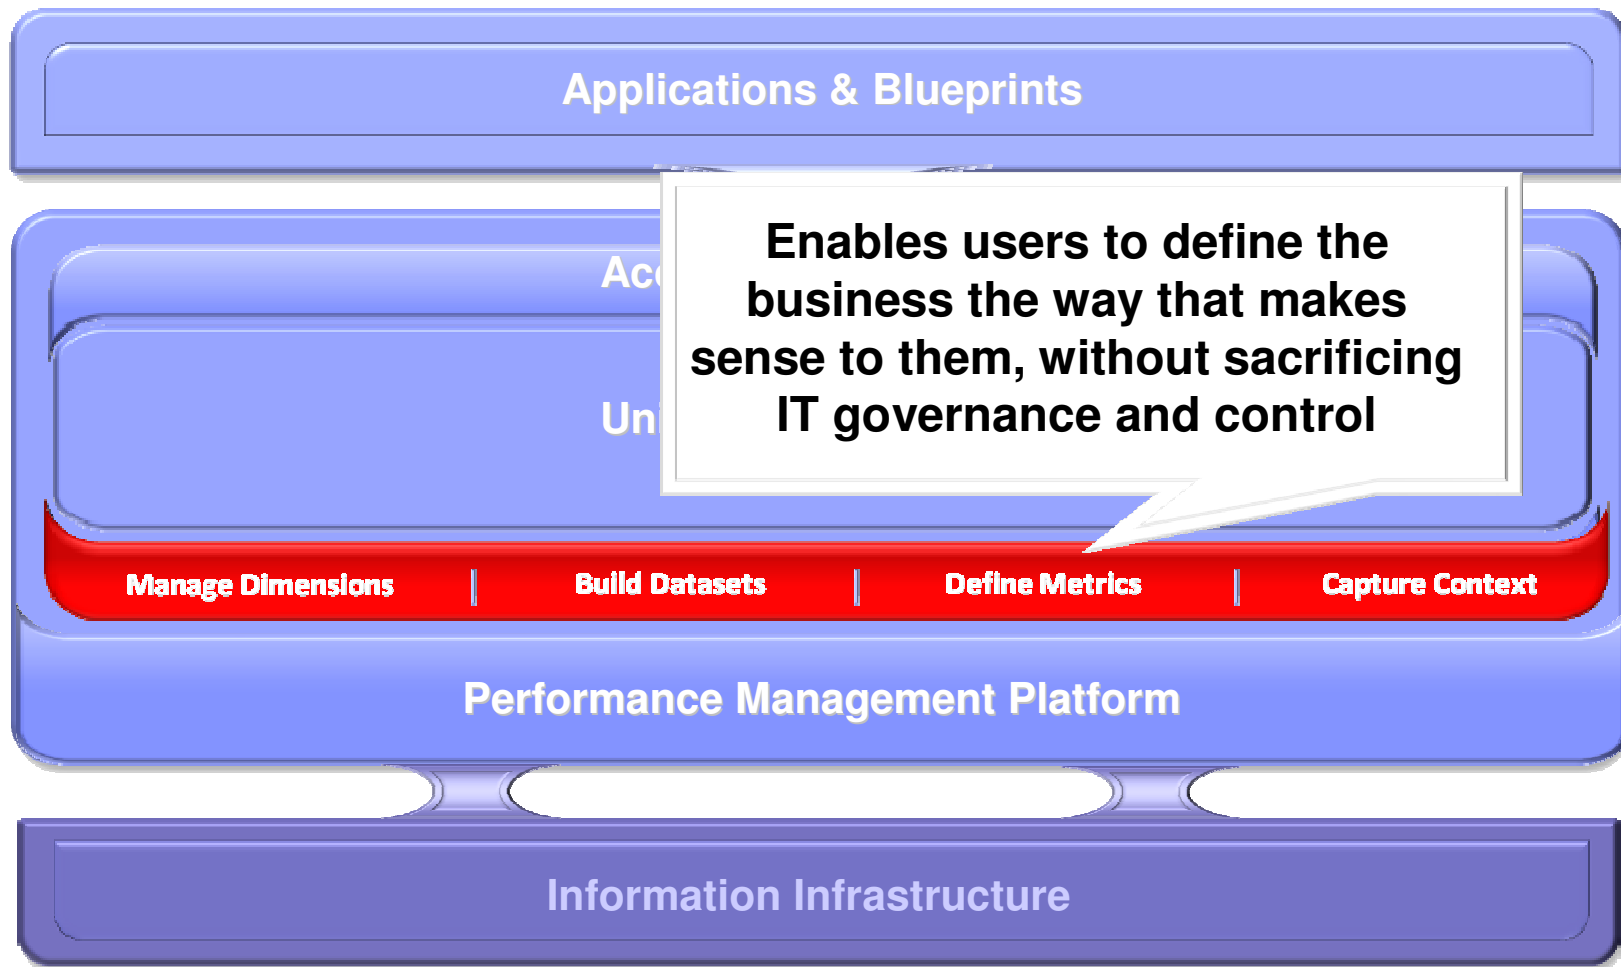 Applications & Blueprints
Enables users to define the
business the way that makes
sense to them, without sacrificing
IT governance and control
Manage Dimensions | Build Datasets | Define Metrics | Capture Context
Performance Management Platform
Information Infrastructure